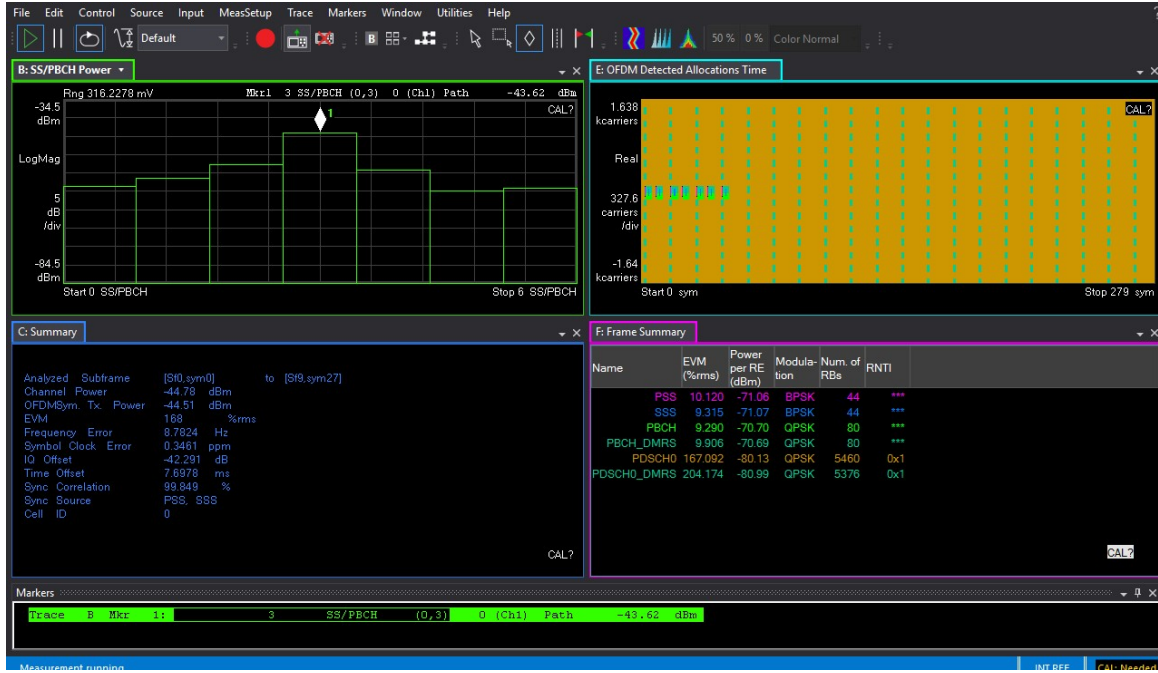 File Edit Control Source Input MeasSetup Trace Markers Window Utilities Help
Default B 50 % 0 % Color Normal
B: SS/PBCH Power
Rng 316.2278 mV Mkr1 3 SS/PBCH (0,3) 0 (Ch1) Path -43.62 dBm
-34.5
dBm
CAL?
1
LogMag
5
dB
/div
-84.5
dBm
Start 0 SS/PBCH Stop 6 SS/PBCH
E: OFDM Detected Allocations Time
1.638
kcarriers
CAL?
Real
327.6
carriers
/div
-1.64
kcarriers
Start 0 sym Stop 279 sym
C: Summary
Analyzed Subframe [Sf0,sym0] to [Sf9,sym27]
Channel Power -44.78 dBm
OFDMSym. Tx. Power -44.51 dBm
EVM 168 %rms
Frequency Error 8.7824 Hz
Symbol Clock Error 0.3461 ppm
IQ Offset -42.291 dB
Time Offset 7.6978 ms
Sync Correlation 99.849 %
Sync Source PSS, SSS
Cell ID 0
CAL?
F: Frame Summary
Name EVM (%rms) Power per RE (dBm) Modula-tion Num. of RBs RNTI
PSS 10.120 -71.06 BPSK 44 ***
SSS 9.315 -71.07 BPSK 44 ***
PBCH 9.290 -70.70 QPSK 80 ***
PBCH_DMRS 9.906 -70.69 QPSK 80 ***
PDSCH0 167.092 -80.13 QPSK 5460 0x1
PDSCH0_DMRS 204.174 -80.99 QPSK 5376 0x1
CAL?
Markers
Trace B Mkr 1: 3 SS/PBCH (0,3) 0 (Ch1) Path -43.62 dBm
Measurement running INT REF CAL: Needed